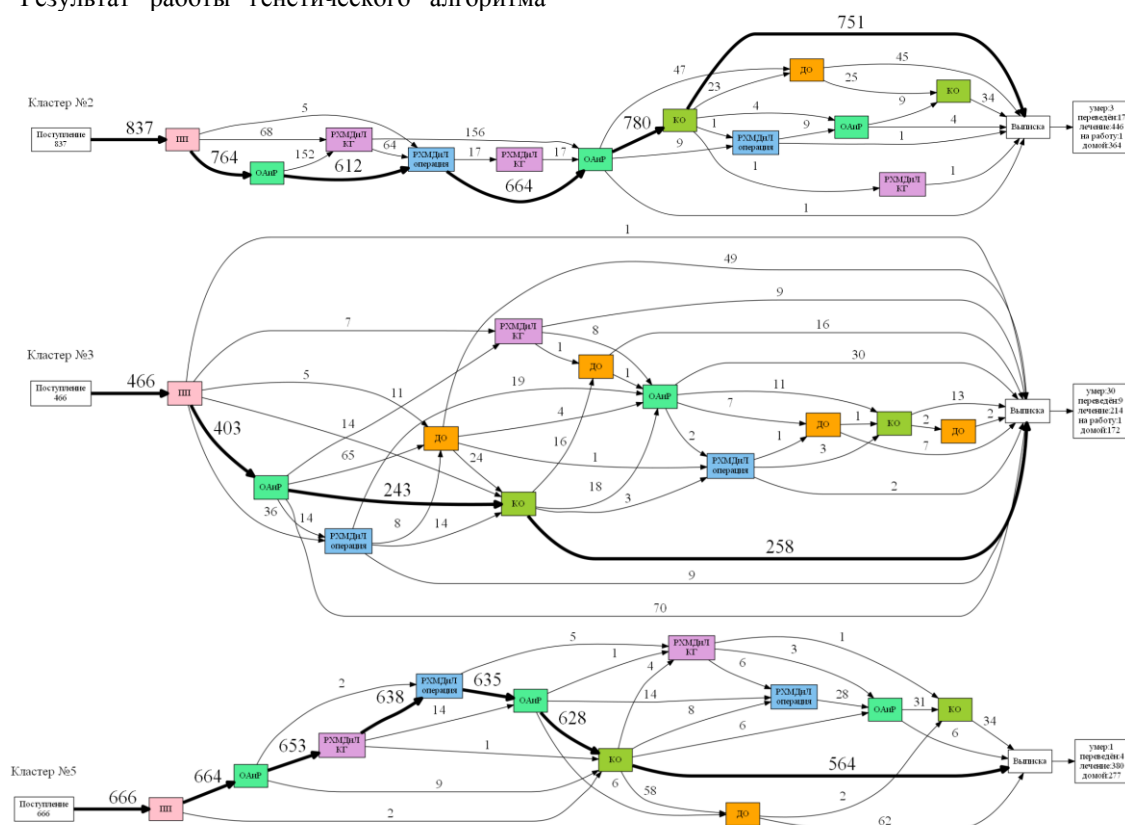 Результат работы генетического алгоритма
Кластер №2
Поступление
837
837
ПП
5
68
764
152
ОАиР
612
РХМДиЛ
КГ
64
156
РХМДиЛ
операция
17
РХМДиЛ
КГ
17
664
ОАиР
47
780
9
1
КО
751
23
4
1
1
ДО
45
25
РХМДиЛ
операция
9
ОАиР
9
4
1
КО
34
РХМДиЛ
КГ
1
Выписка
умер:3
переведён:17
лечение:446
на работу:1
домой:364
Кластер №3
Поступление
466
466
ПП
1
7
5
14
403
36
ОАиР
11
65
243
14
70
РХМДиЛ
операция
19
8
14
9
ДО
49
4
1
24
РХМДиЛ
КГ
9
8
1
КО
16
18
3
258
ДО
16
1
ОАиР
30
11
7
2
РХМДиЛ
операция
1
3
2
ДО
1
7
КО
13
2
ДО
2
Выписка
умер:30
переведён:9
лечение:214
на работу:1
домой:172
Кластер №5
Поступление
666
666
ПП
664
2
ОАиР
2
653
9
РХМДиЛ
КГ
638
14
1
РХМДиЛ
операция
5
635
ОАиР
1
14
628
6
КО
4
8
6
564
58
РХМДиЛ
КГ
1
3
6
РХМДиЛ
операция
28
ОАиР
31
6
КО
34
ДО
2
62
Выписка
умер:1
переведён:4
лечение:380
домой:277